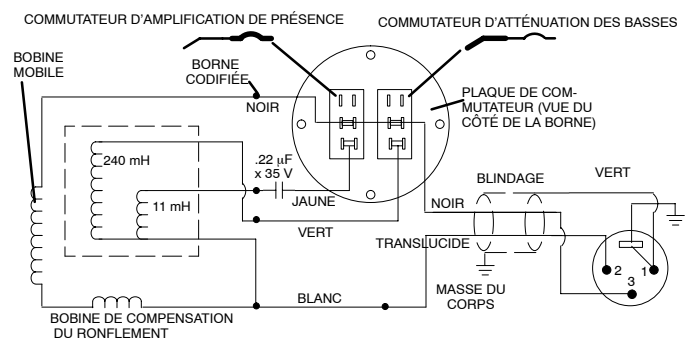 COMMUTATEUR D'AMPLIFICATION DE PRÉSENCE
COMMUTATEUR D'ATTÉNUATION DES BASSES
BOBINE
MOBILE
BORNE
CODIFIÉE
NOIR
PLAQUE DE COM-
MUTATEUR (VUE DU
CÔTÉ DE LA BORNE)
240 mH
.22 µF
x 35 V
11 mH
JAUNE
VERT
BLINDAGE
VERT
NOIR
TRANSLUCIDE
2
1
3
MASSE DU
CORPS
BLANC
BOBINE DE COMPENSATION
DU RONFLEMENT